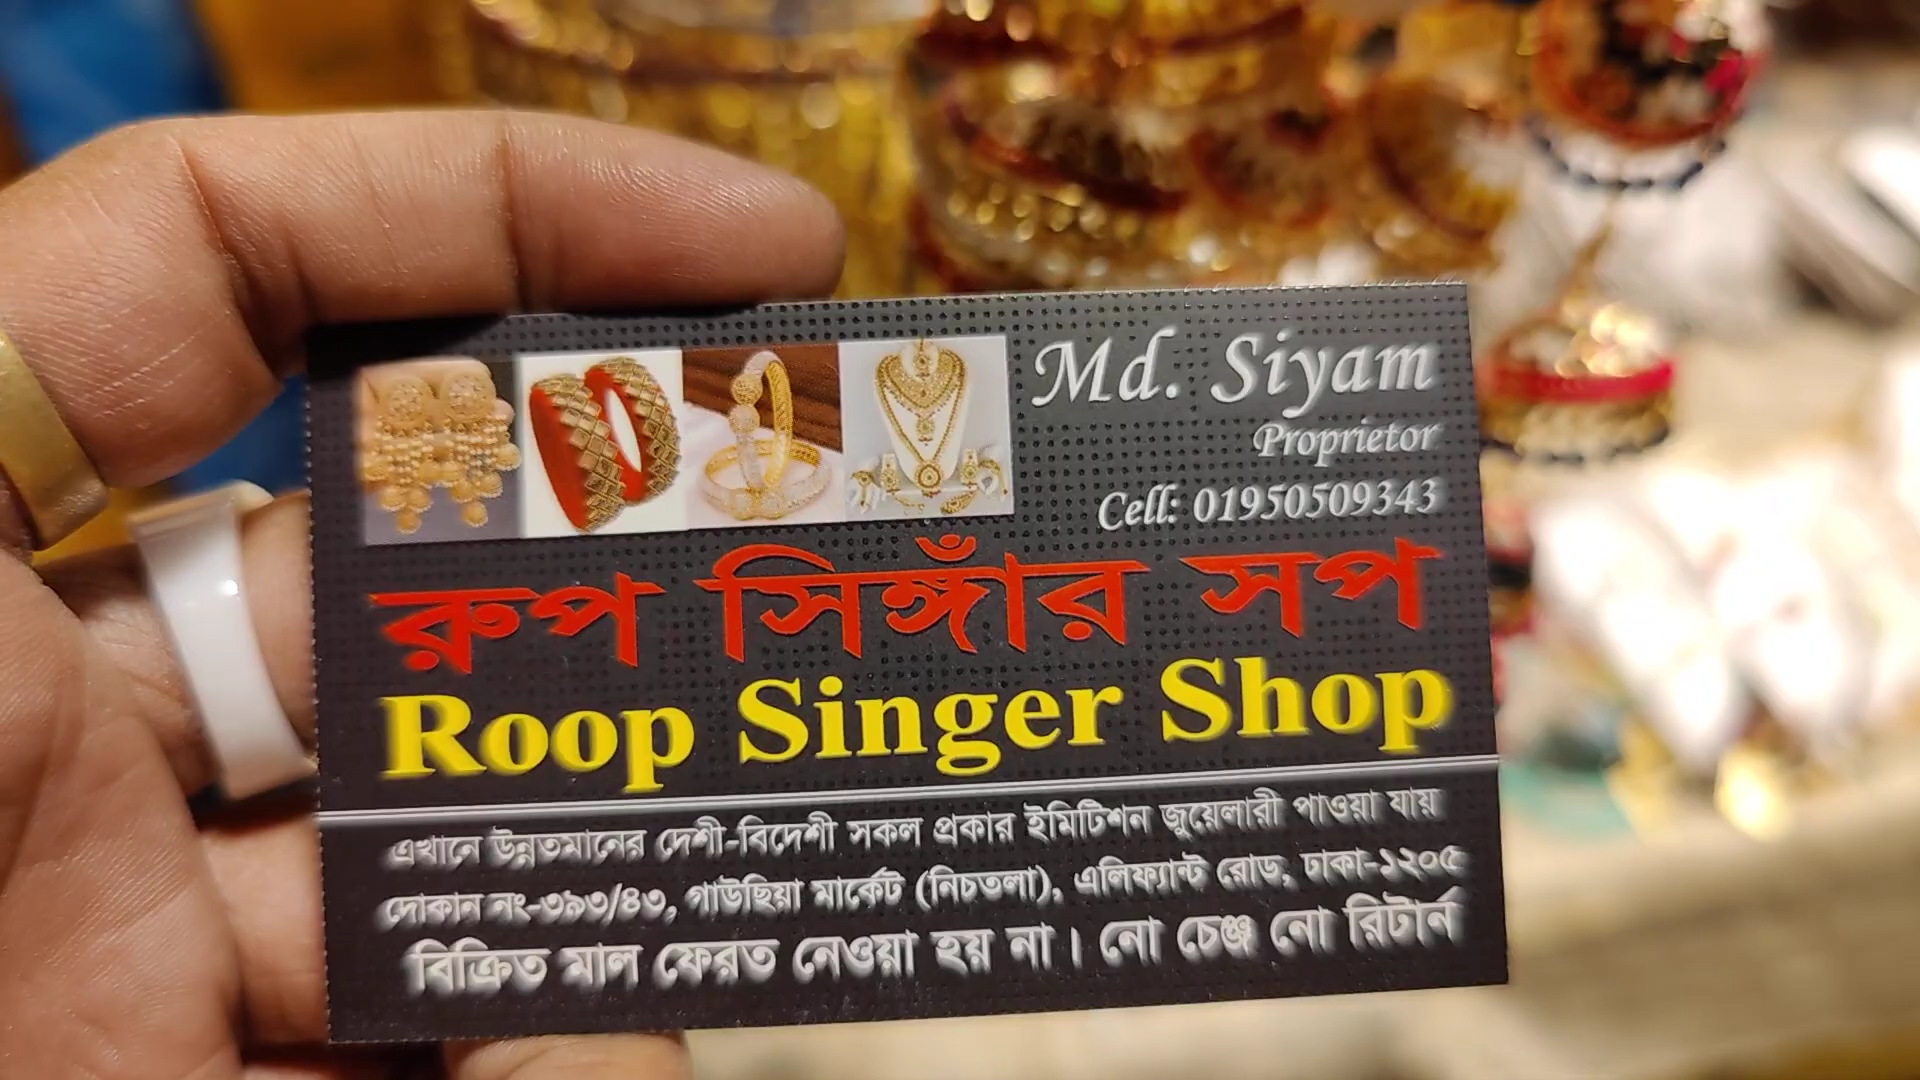 Md. Siyam
Proprietor
Cell: 01950509343
রুপ সিঙ্গাঁর সপ
Roop Singer Shop
এখানে উন্নতমানের দেশী-বিদেশী সকল প্রকার ইমিটিশন জুয়েলারী পাওয়া যায়
দোকান নং-৩৯৩/৪৩, গাউছিয়া মার্কেট (নিচতলা), এলিফ্যান্ট রোড, ঢাকা-১২০৫
বিক্রিত মাল ফেরত নেওয়া হয় না। নো চেঞ্জ নো রিটার্ন